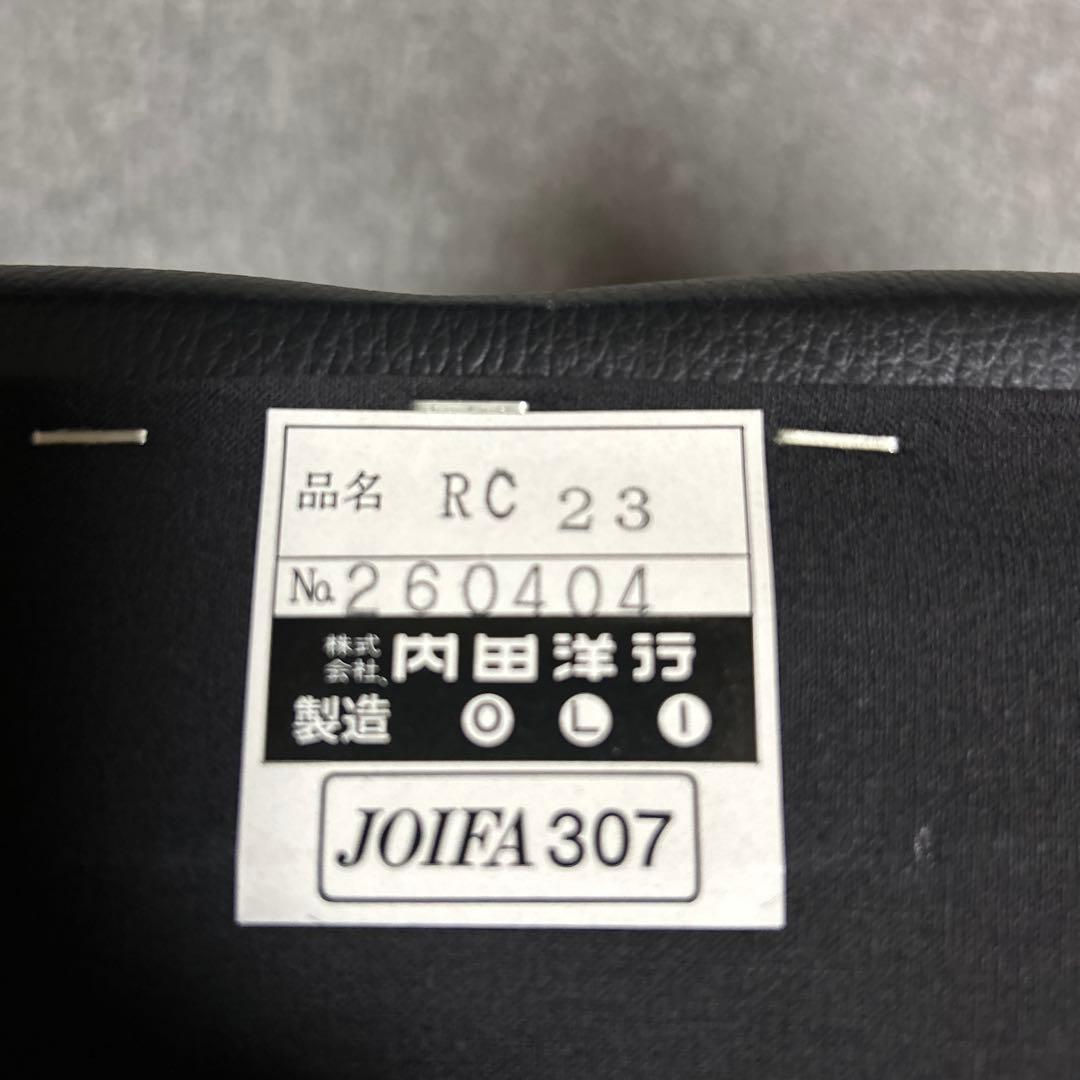 品名 RC 23
No. 260404
株式会社 内田洋行
製造 O L I
JOIFA 307